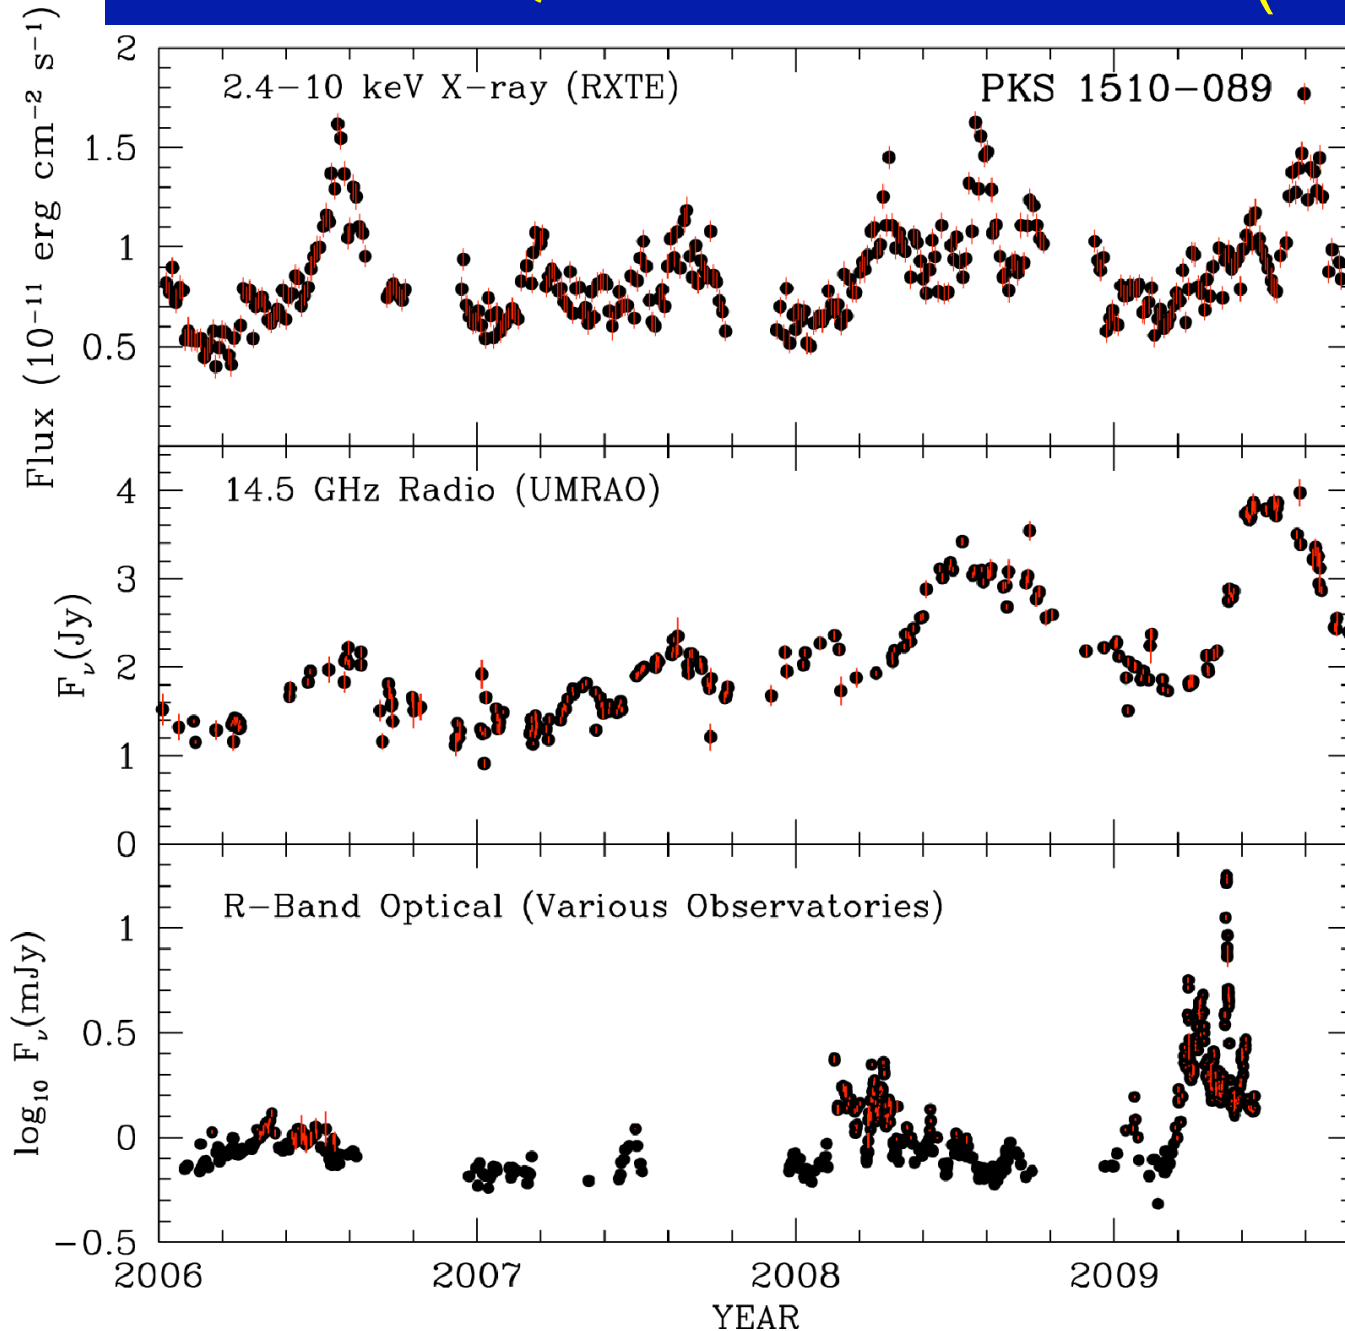 2.4−10 keV X−ray (RXTE)
PKS 1510−089
Flux (10⁻¹¹ erg cm⁻² s⁻¹)
2
1.5
1
0.5
14.5 GHz Radio (UMRAO)
Fᵥ(Jy)
4
3
2
1
0
R−Band Optical (Various Observatories)
log₁₀ Fᵥ(mJy)
1
0.5
0
−0.5
2006 2007 2008 2009
YEAR